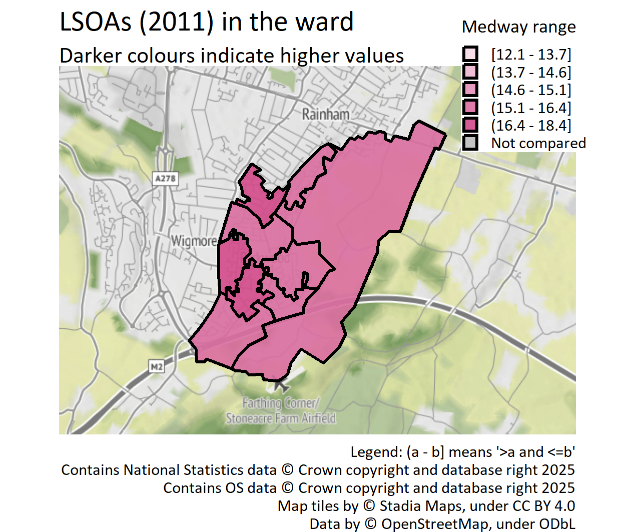 LSOAs (2011) in the ward
Darker colours indicate higher values
Medway range
[12.1 - 13.7]
(13.7 - 14.6]
(14.6 - 15.1]
(15.1 - 16.4]
(16.4 - 18.4]
Not compared
Rainham
A278
Wigmore
M2
Farthing Corner/
Stoneacre Farm Airfield
Legend: (a - b] means '>a and <=b'
Contains National Statistics data © Crown copyright and database right 2025
Contains OS data © Crown copyright and database right 2025
Map tiles by © Stadia Maps, under CC BY 4.0
Data by © OpenStreetMap, under ODbL